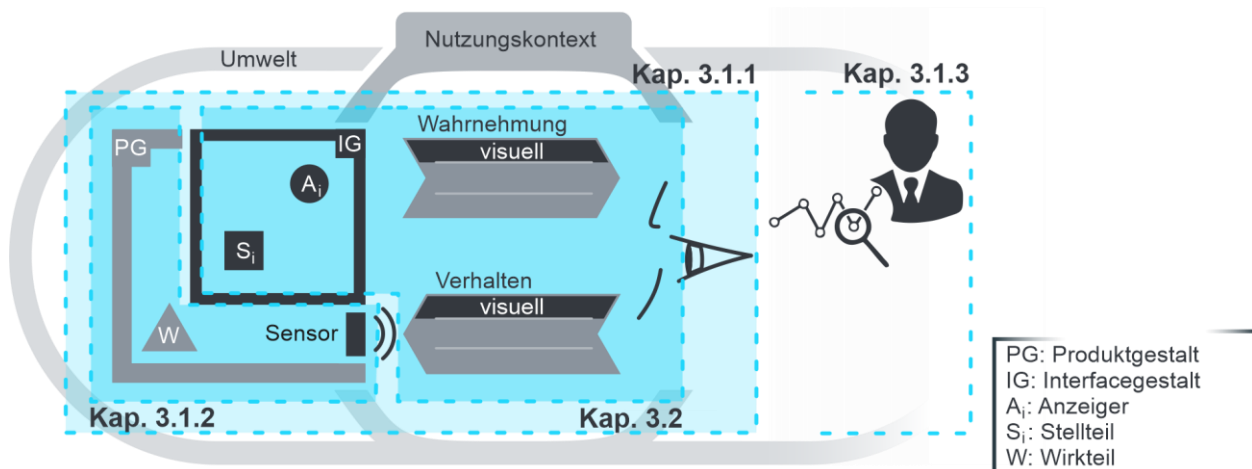 Nutzungskontext
Umwelt
Kap. 3.1.1
Kap. 3.1.3
PG
IG
Wahrnehmung
visuell
Ai
Si
Verhalten
visuell
W
Sensor
Kap. 3.1.2
Kap. 3.2
PG: Produktgestalt
IG: Interfacegestalt
Ai: Anzeiger
Si: Stellteil
W: Wirkteil